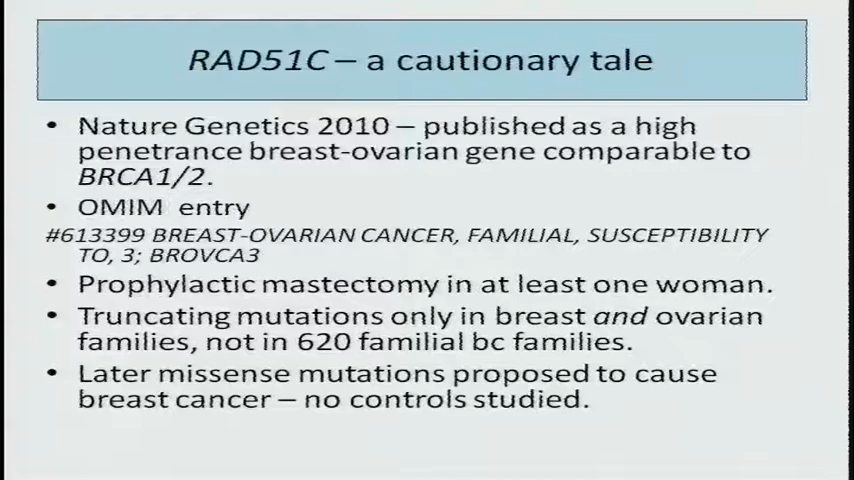 RAD51C – a cautionary tale
• Nature Genetics 2010 – published as a high
penetrance breast-ovarian gene comparable to
BRCA1/2.
• OMIM entry
#613399 BREAST-OVARIAN CANCER, FAMILIAL, SUSCEPTIBILITY
TO, 3; BROVCA3
• Prophylactic mastectomy in at least one woman.
• Truncating mutations only in breast and ovarian
families, not in 620 familial bc families.
• Later missense mutations proposed to cause
breast cancer – no controls studied.